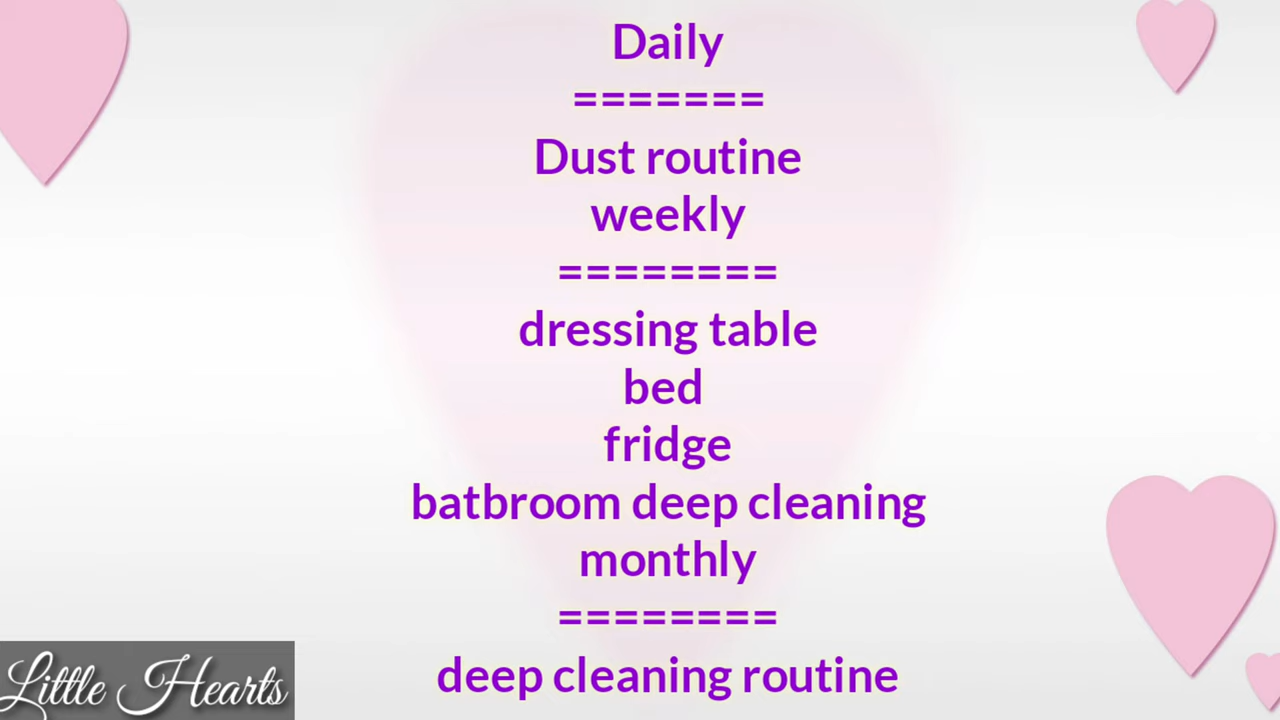 Daily
=======
Dust routine
weekly
========
dressing table
bed
fridge
batbroom deep cleaning
monthly
========
deep cleaning routine
Little Hearts